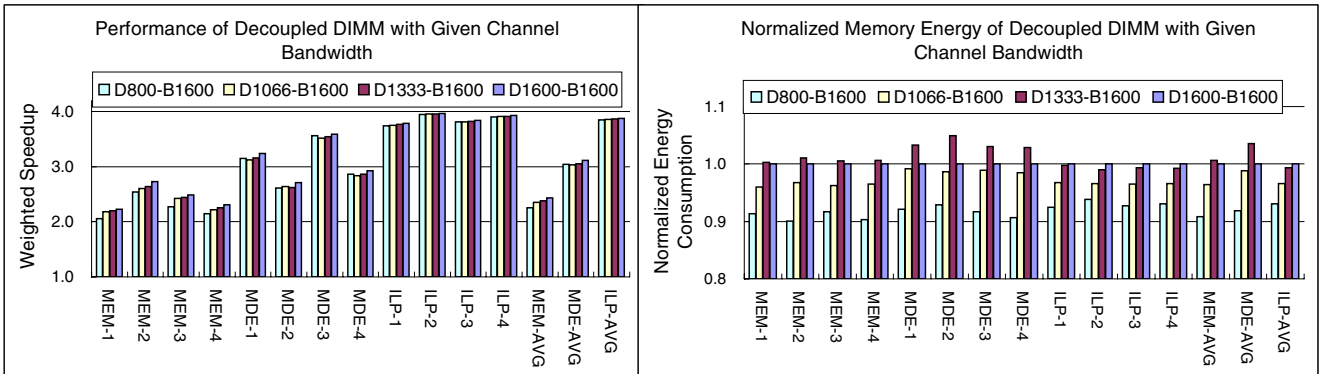 Performance of Decoupled DIMM with Given Channel
Bandwidth
D800-B1600 D1066-B1600 D1333-B1600 D1600-B1600
Weighted Speedup
4.0
3.0
2.0
1.0
MEM-1
MEM-2
MEM-3
MEM-4
MDE-1
MDE-2
MDE-3
MDE-4
ILP-1
ILP-2
ILP-3
ILP-4
MEM-AVG
MDE-AVG
ILP-AVG
Normalized Memory Energy of Decoupled DIMM with Given
Channel Bandwidth
D800-B1600 D1066-B1600 D1333-B1600 D1600-B1600
Normalized Energy
Consumption
1.1
1.0
0.9
0.8
MEM-1
MEM-2
MEM-3
MEM-4
MDE-1
MDE-2
MDE-3
MDE-4
ILP-1
ILP-2
ILP-3
ILP-4
MEM-AVG
MDE-AVG
ILP-AVG